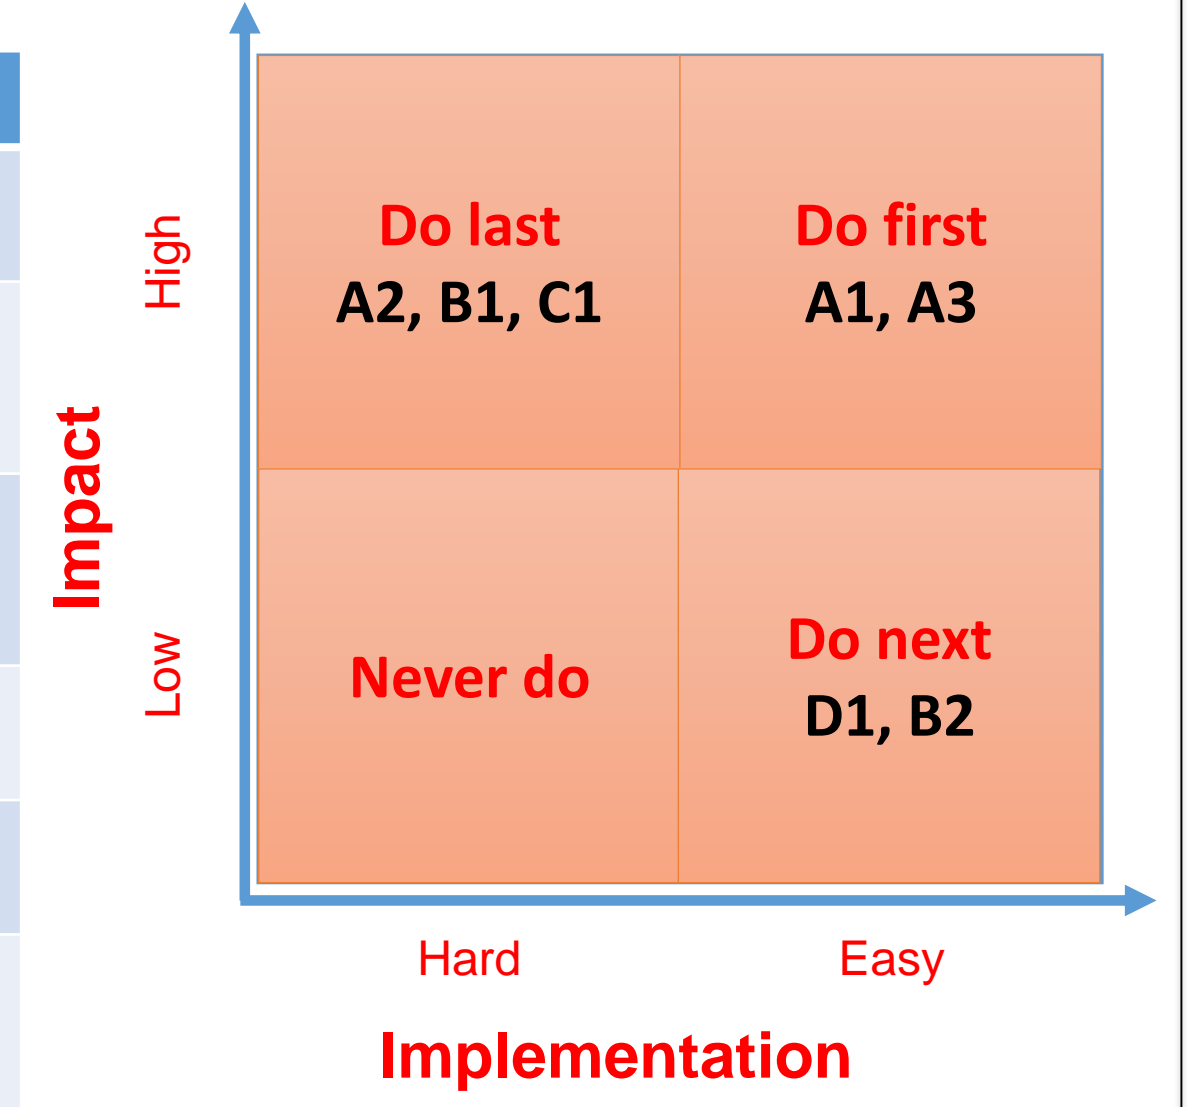 High
Do last
A2, B1, C1
Do first
A1, A3
Impact
Low
Never do
Do next
D1, B2
Hard
Easy
Implementation